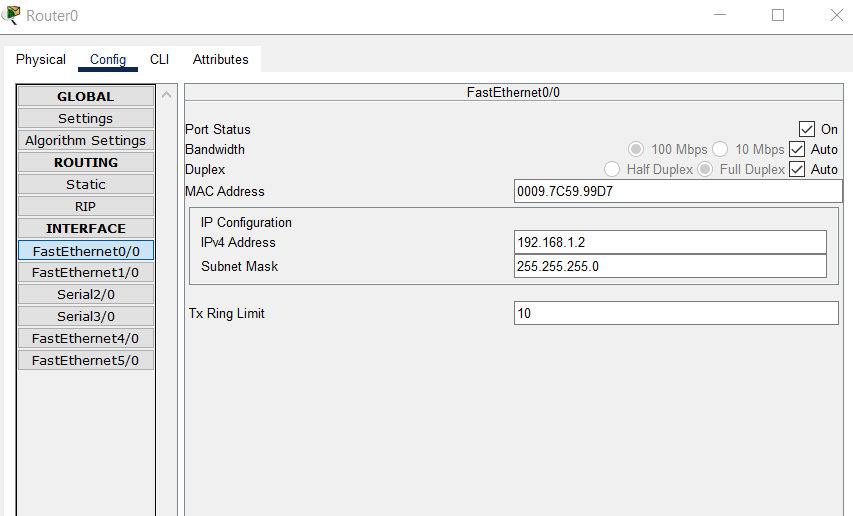 Router0
Physical Config CLI Attributes
GLOBAL
Settings
Algorithm Settings
ROUTING
Static
RIP
INTERFACE
FastEthernet0/0
FastEthernet1/0
Serial2/0
Serial3/0
FastEthernet4/0
FastEthernet5/0
FastEthernet0/0
Port Status On
Bandwidth 100 Mbps 10 Mbps Auto
Duplex Half Duplex Full Duplex Auto
MAC Address 0009.7C59.99D7
IP Configuration
IPv4 Address 192.168.1.2
Subnet Mask 255.255.255.0
Tx Ring Limit 10